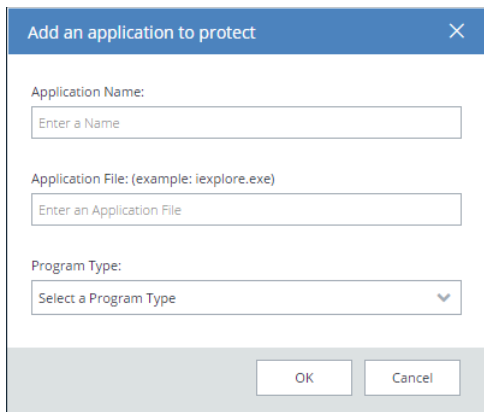 Add an application to protect
Application Name:
Enter a Name
Application File: (example: iexplore.exe)
Enter an Application File
Program Type:
Select a Program Type
OK
Cancel